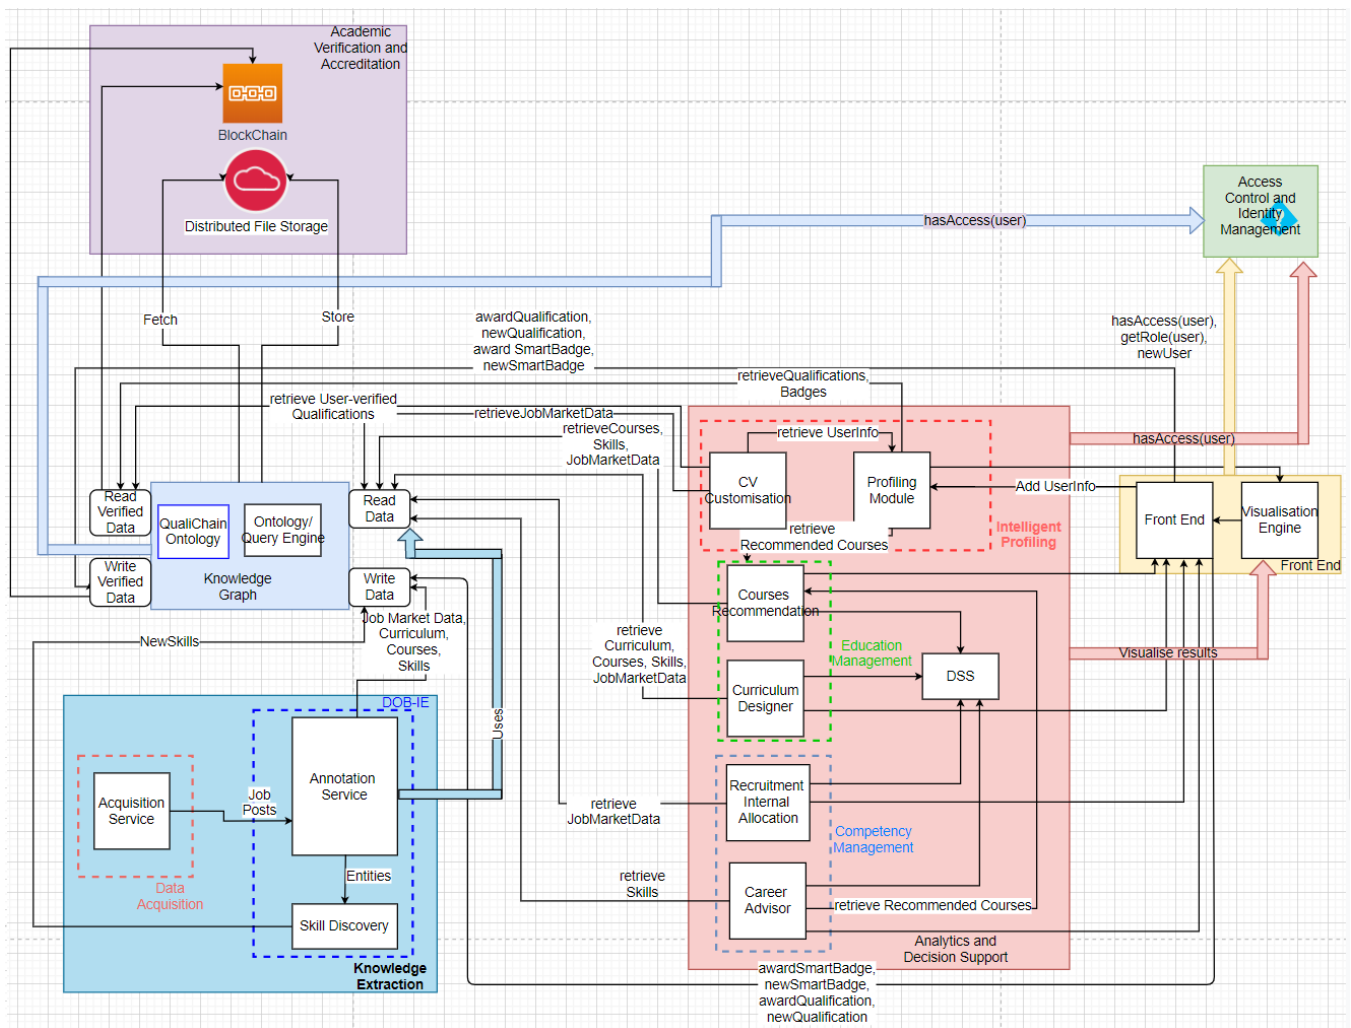 Academic
Verification and
Accreditation
BlockChain
Distributed File Storage
Access
Control and
Identity
Management
hasAccess(user)
Fetch
Store
awardQualification,
newQualification,
award SmartBadge,
newSmartBadge
hasAccess(user),
getRole(user),
newUser
retrieveQualifications,
Badges
retrieve User-verified
Qualifications
retrieveJobMarketData
retrieveCourses,
Skills,
JobMarketData
retrieve UserInfo
hasAccess(user)
CV
Customisation
Profiling
Module
Add UserInfo
Front End
Visualisation
Engine
Front End
Intelligent
Profiling
retrieve
Recommended Courses
Read
Verified
Data
QualiChain
Ontology
Ontology/
Query Engine
Read
Data
Write
Verified
Data
Knowledge
Graph
Write
Data
Job Market Data,
Curriculum,
Courses,
Skills
NewSkills
Courses
Recommendation
retrieve
Curriculum,
Courses, Skills,
JobMarketData
Education
Management
Visualise results
DSS
Curriculum
Designer
DOB-IE
Uses
Annotation
Service
Acquisition
Service
Job
Posts
Recruitment
Internal
Allocation
retrieve
JobMarketData
Competency
Management
Data
Acquisition
Entities
Skill Discovery
retrieve
Skills
Career
Advisor
retrieve Recommended Courses
Analytics and
Decision Support
Knowledge
Extraction
awardSmartBadge,
newSmartBadge,
awardQualification,
newQualification